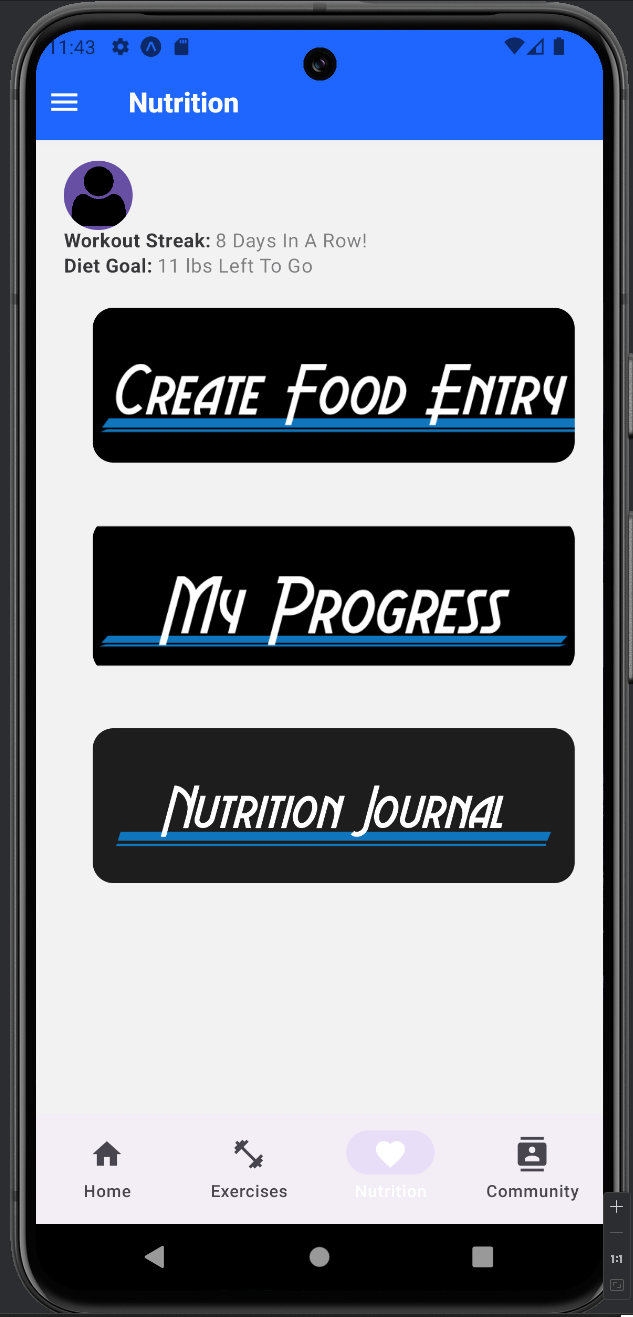 11:43
Nutrition
Workout Streak: 8 Days In A Row!
Diet Goal: 11 lbs Left To Go
Create Food Entry
My Progress
Nutrition Journal
Home Exercises Nutrition Community
1:1